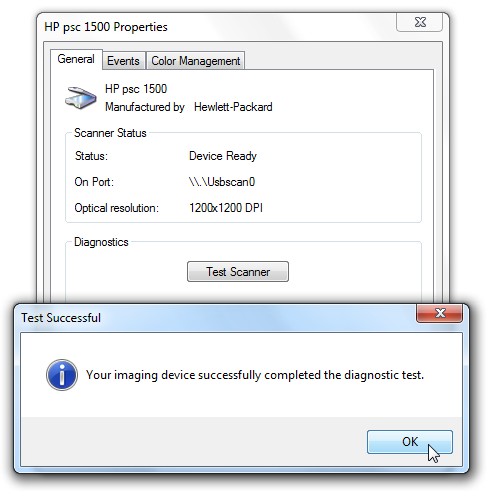 HP psc 1500 Properties
General Events Color Management
HP psc 1500
Manufactured by Hewlett-Packard
Scanner Status
Status: Device Ready
On Port: \\.\Usbscan0
Optical resolution: 1200x1200 DPI
Diagnostics
Test Scanner
Test Successful
Your imaging device successfully completed the diagnostic test.
OK